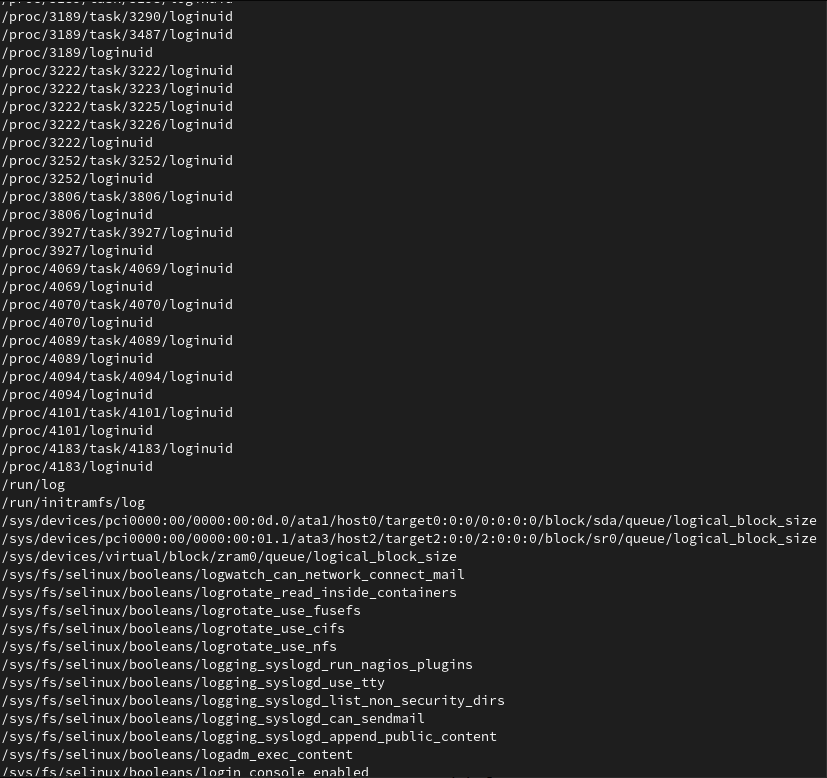 /proc/3189/task/3290/loginuid
/proc/3189/task/3487/loginuid
/proc/3189/loginuid
/proc/3222/task/3222/loginuid
/proc/3222/task/3223/loginuid
/proc/3222/task/3225/loginuid
/proc/3222/task/3226/loginuid
/proc/3222/loginuid
/proc/3252/task/3252/loginuid
/proc/3252/loginuid
/proc/3806/task/3806/loginuid
/proc/3806/loginuid
/proc/3927/task/3927/loginuid
/proc/3927/loginuid
/proc/4069/task/4069/loginuid
/proc/4069/loginuid
/proc/4070/task/4070/loginuid
/proc/4070/loginuid
/proc/4089/task/4089/loginuid
/proc/4089/loginuid
/proc/4094/task/4094/loginuid
/proc/4094/loginuid
/proc/4101/task/4101/loginuid
/proc/4101/loginuid
/proc/4183/task/4183/loginuid
/proc/4183/loginuid
/run/log
/run/initramfs/log
/sys/devices/pci0000:00/0000:00:0d.0/ata1/host0/target0:0:0/0:0:0:0/block/sda/queue/logical_block_size
/sys/devices/pci0000:00/0000:00:01.1/ata3/host2/target2:0:0/2:0:0:0/block/sr0/queue/logical_block_size
/sys/devices/virtual/block/zram0/queue/logical_block_size
/sys/fs/selinux/booleans/logwatch_can_network_connect_mail
/sys/fs/selinux/booleans/logrotate_read_inside_containers
/sys/fs/selinux/booleans/logrotate_use_fusefs
/sys/fs/selinux/booleans/logrotate_use_cifs
/sys/fs/selinux/booleans/logrotate_use_nfs
/sys/fs/selinux/booleans/logging_syslogd_run_nagios_plugins
/sys/fs/selinux/booleans/logging_syslogd_use_tty
/sys/fs/selinux/booleans/logging_syslogd_list_non_security_dirs
/sys/fs/selinux/booleans/logging_syslogd_can_sendmail
/sys/fs/selinux/booleans/logging_syslogd_append_public_content
/sys/fs/selinux/booleans/logadm_exec_content
/sys/fs/selinux/booleans/login_console_enabled